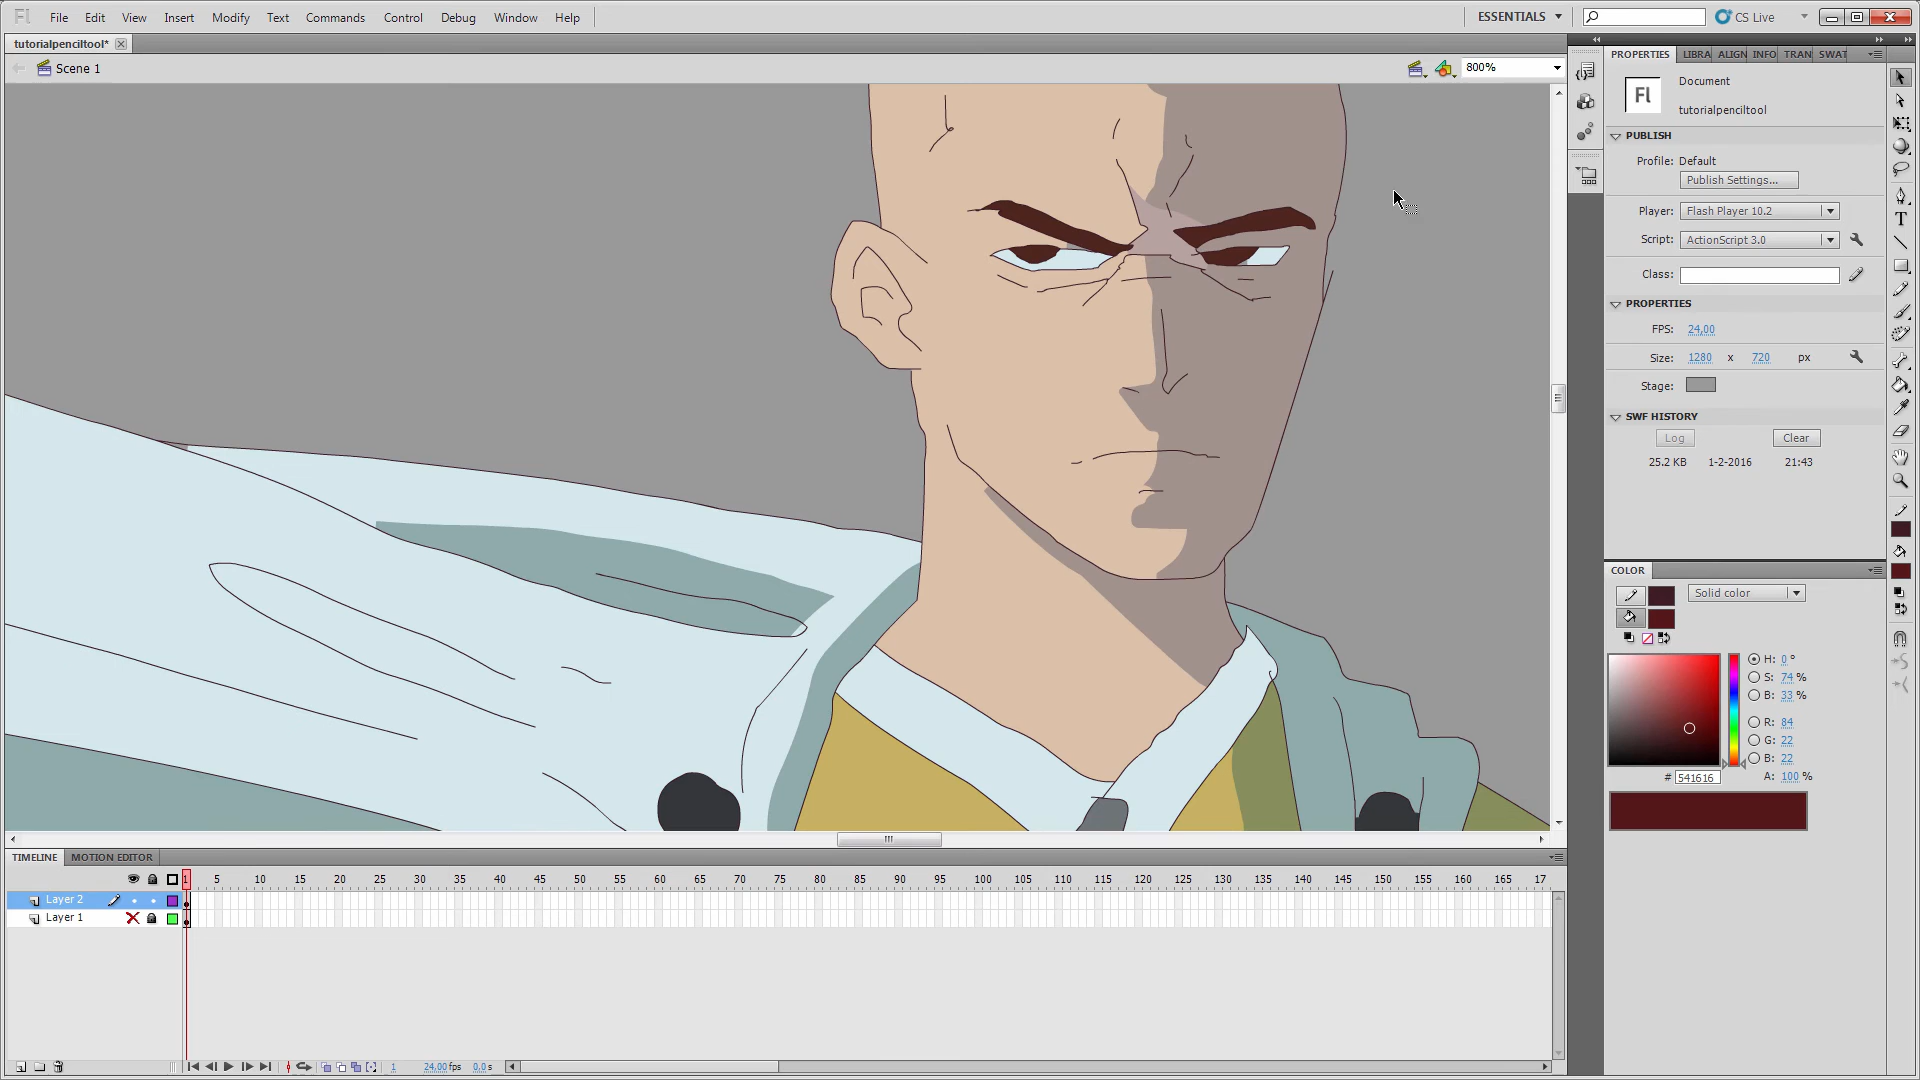 Fl File Edit View Insert Modify Text Commands Control Debug Window Help ESSENTIALS CS Live
tutorialpenciltool*
Scene 1 800%
PROPERTIES LIBRA ALIGN INFO TRAN SWAT
Fl Document
tutorialpenciltool
PUBLISH
Profile: Default
Publish Settings...
Player: Flash Player 10.2
Script: ActionScript 3.0
Class:
PROPERTIES
FPS: 24,00
Size: 1280 x 720 px
Stage:
SWF HISTORY
Log Clear
25.2 KB 1-2-2016 21:43
COLOR
Solid color
H: 0 °
S: 74 %
B: 33 %
R: 84
G: 22
B: 22
# 541616 A: 100 %
TIMELINE MOTION EDITOR
1 5 10 15 20 25 30 35 40 45 50 55 60 65 70 75 80 85 90 95 100 105 110 115 120 125 130 135 140 145 150 155 160 165 17
Layer 2
Layer 1
1 24,00 fps 0,0 s